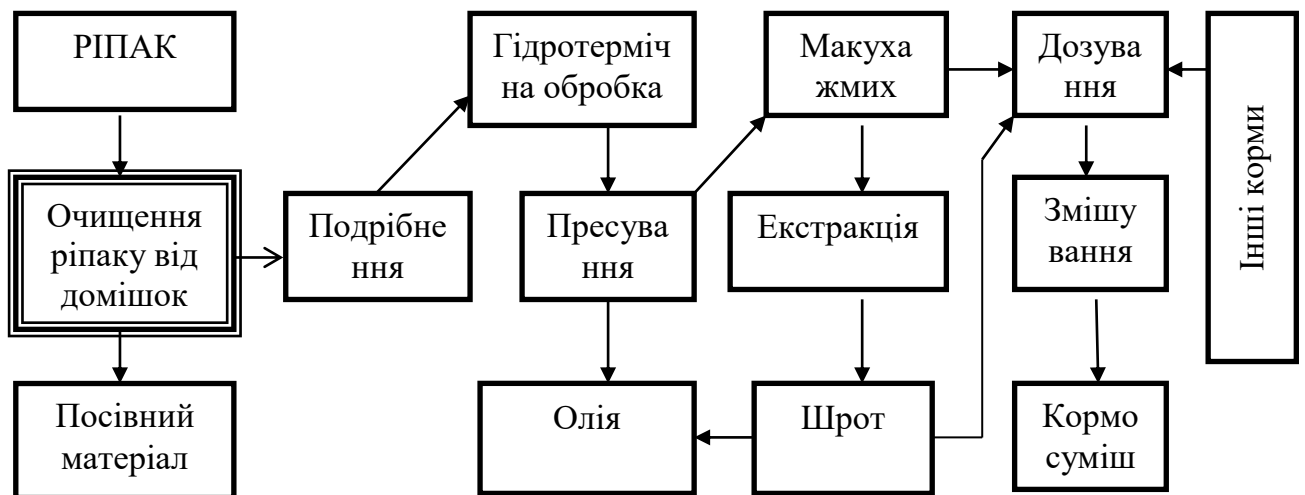 РІПАК
Гідротерміч
на обробка
Макуха
жмих
Дозува
ння
Інші корми
Очищення
ріпаку від
домішок
Подрібне
ння
Пресува
ння
Екстракція
Змішу
вання
Посівний
матеріал
Олія
Шрот
Кормо
суміш